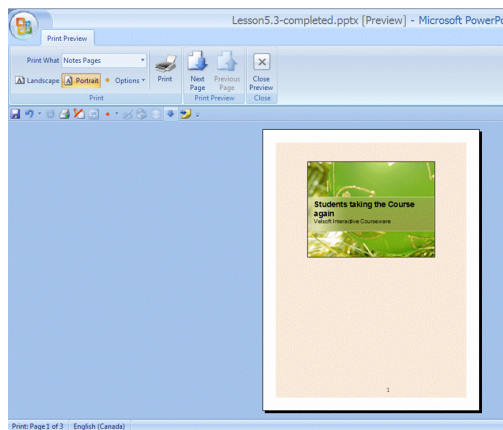 Lesson5.3-completed.pptx [Preview] - Microsoft PowerPo
Print Preview
Print What Notes Pages
Landscape Portrait Options
Print
Next Page
Previous Page
Close Preview
Print
Print Preview
Close
Students taking the Course
again
Velsoft Interactive Courseware
1
Print: Page 1 of 3 English (Canada)